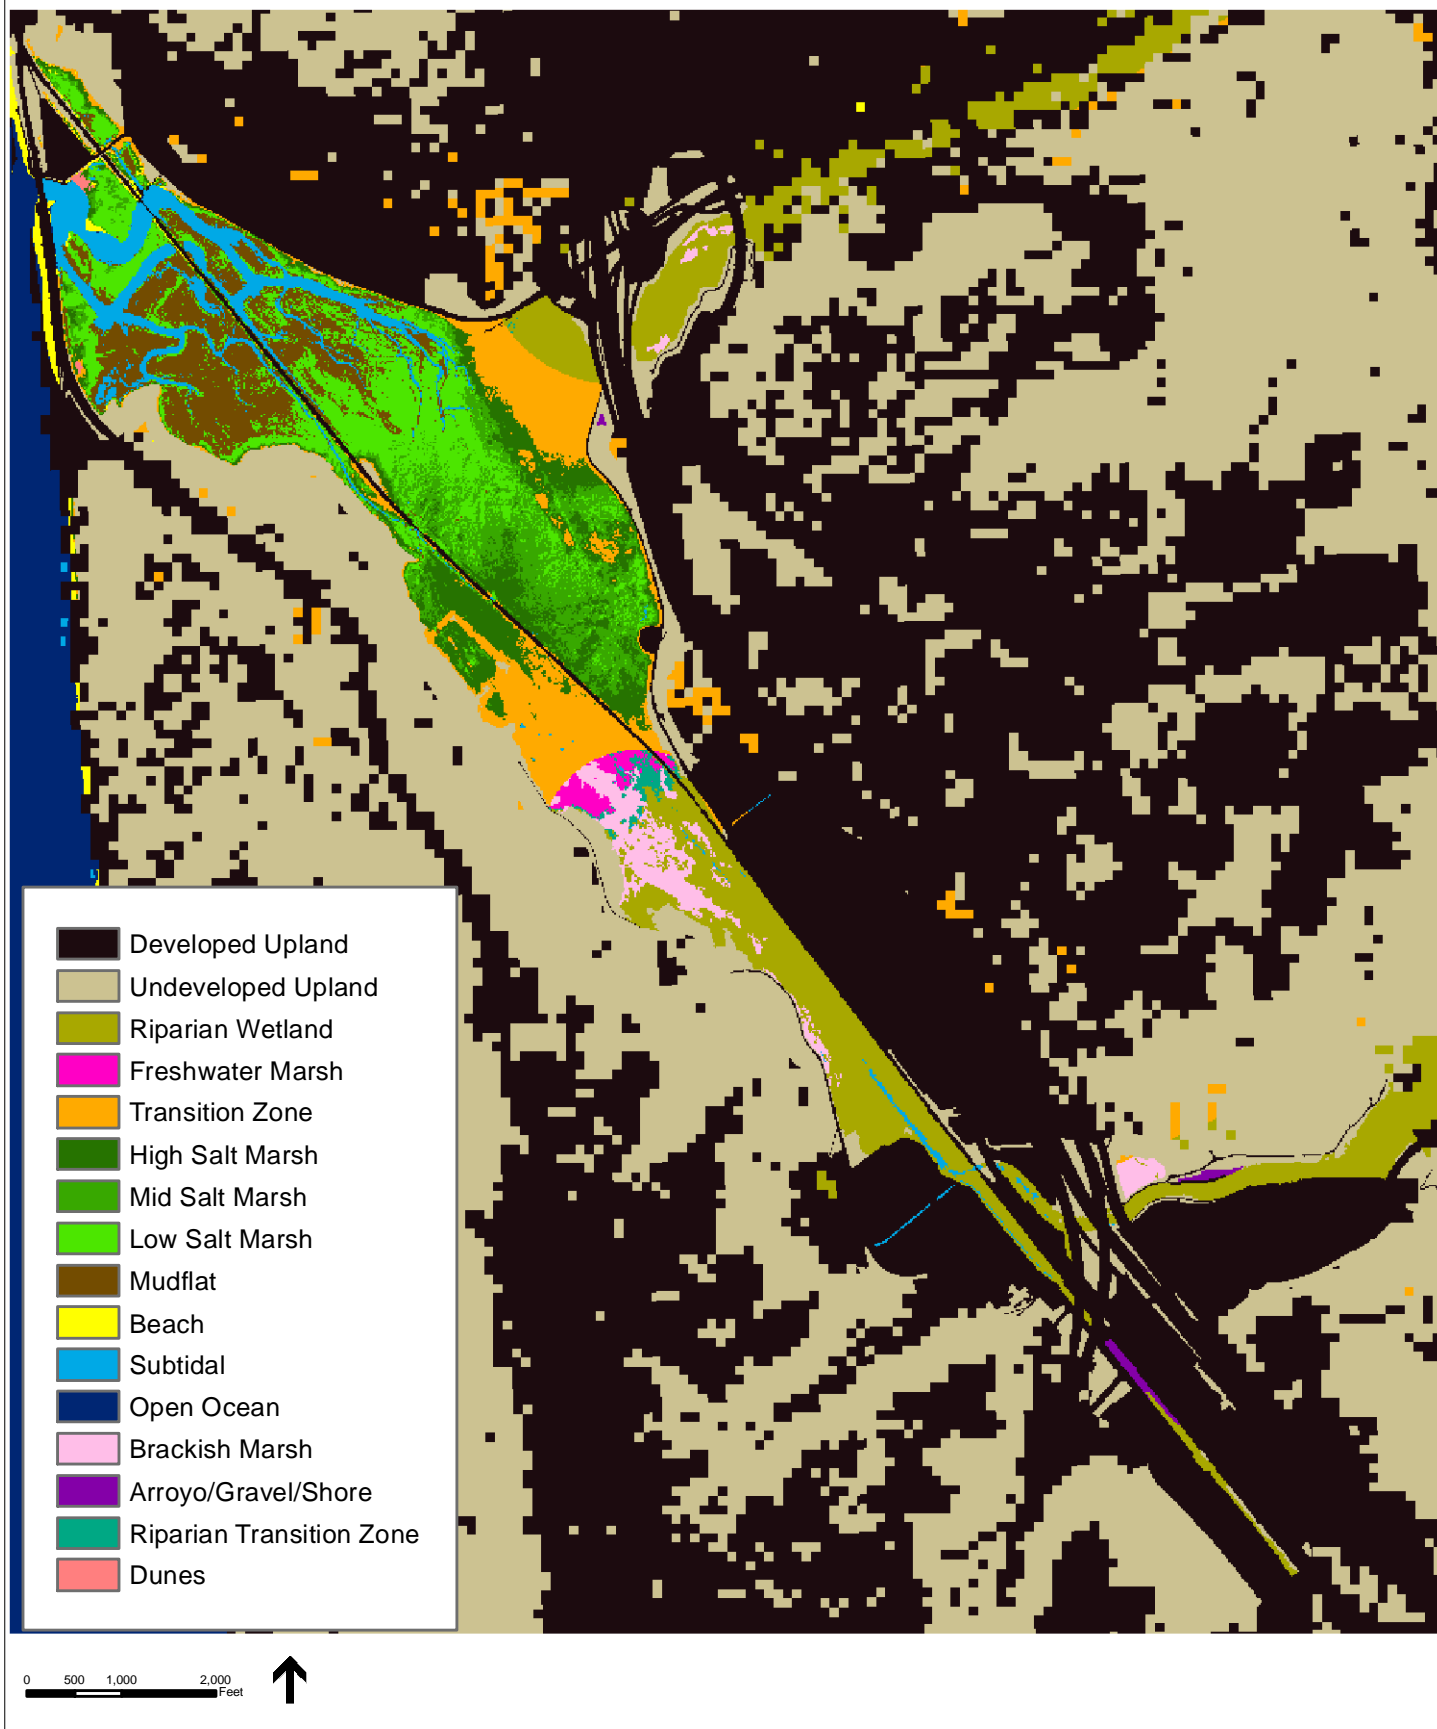 Developed Upland
Undeveloped Upland
Riparian Wetland
Freshwater Marsh
Transition Zone
High Salt Marsh
Mid Salt Marsh
Low Salt Marsh
Mudflat
Beach
Subtidal
Open Ocean
Brackish Marsh
Arroyo/Gravel/Shore
Riparian Transition Zone
Dunes
0 500 1,000 2,000
Feet